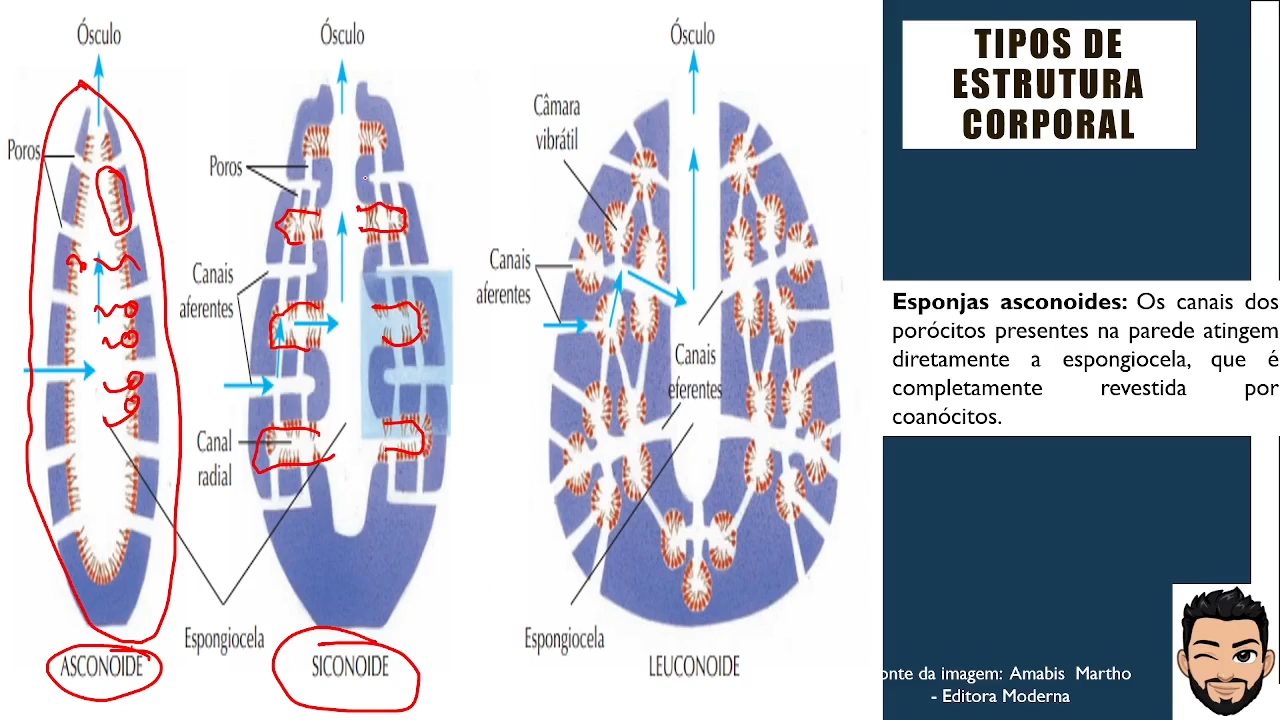 Ósculo
Poros
ASCONOIDE
Ósculo
Poros
Canais
aferentes
Canal
radial
Espongiocela
SICONOIDE
Ósculo
Câmara
vibrátil
Canais
aferentes
Canais
eferentes
Espongiocela
LEUCONOIDE
TIPOS DE
ESTRUTURA
CORPORAL
Esponjas asconoides: Os canais dos
porócitos presentes na parede atingem
diretamente a espongiocela, que é
completamente revestida por
coanócitos.
onte da imagem: Amabis Martho
- Editora Moderna